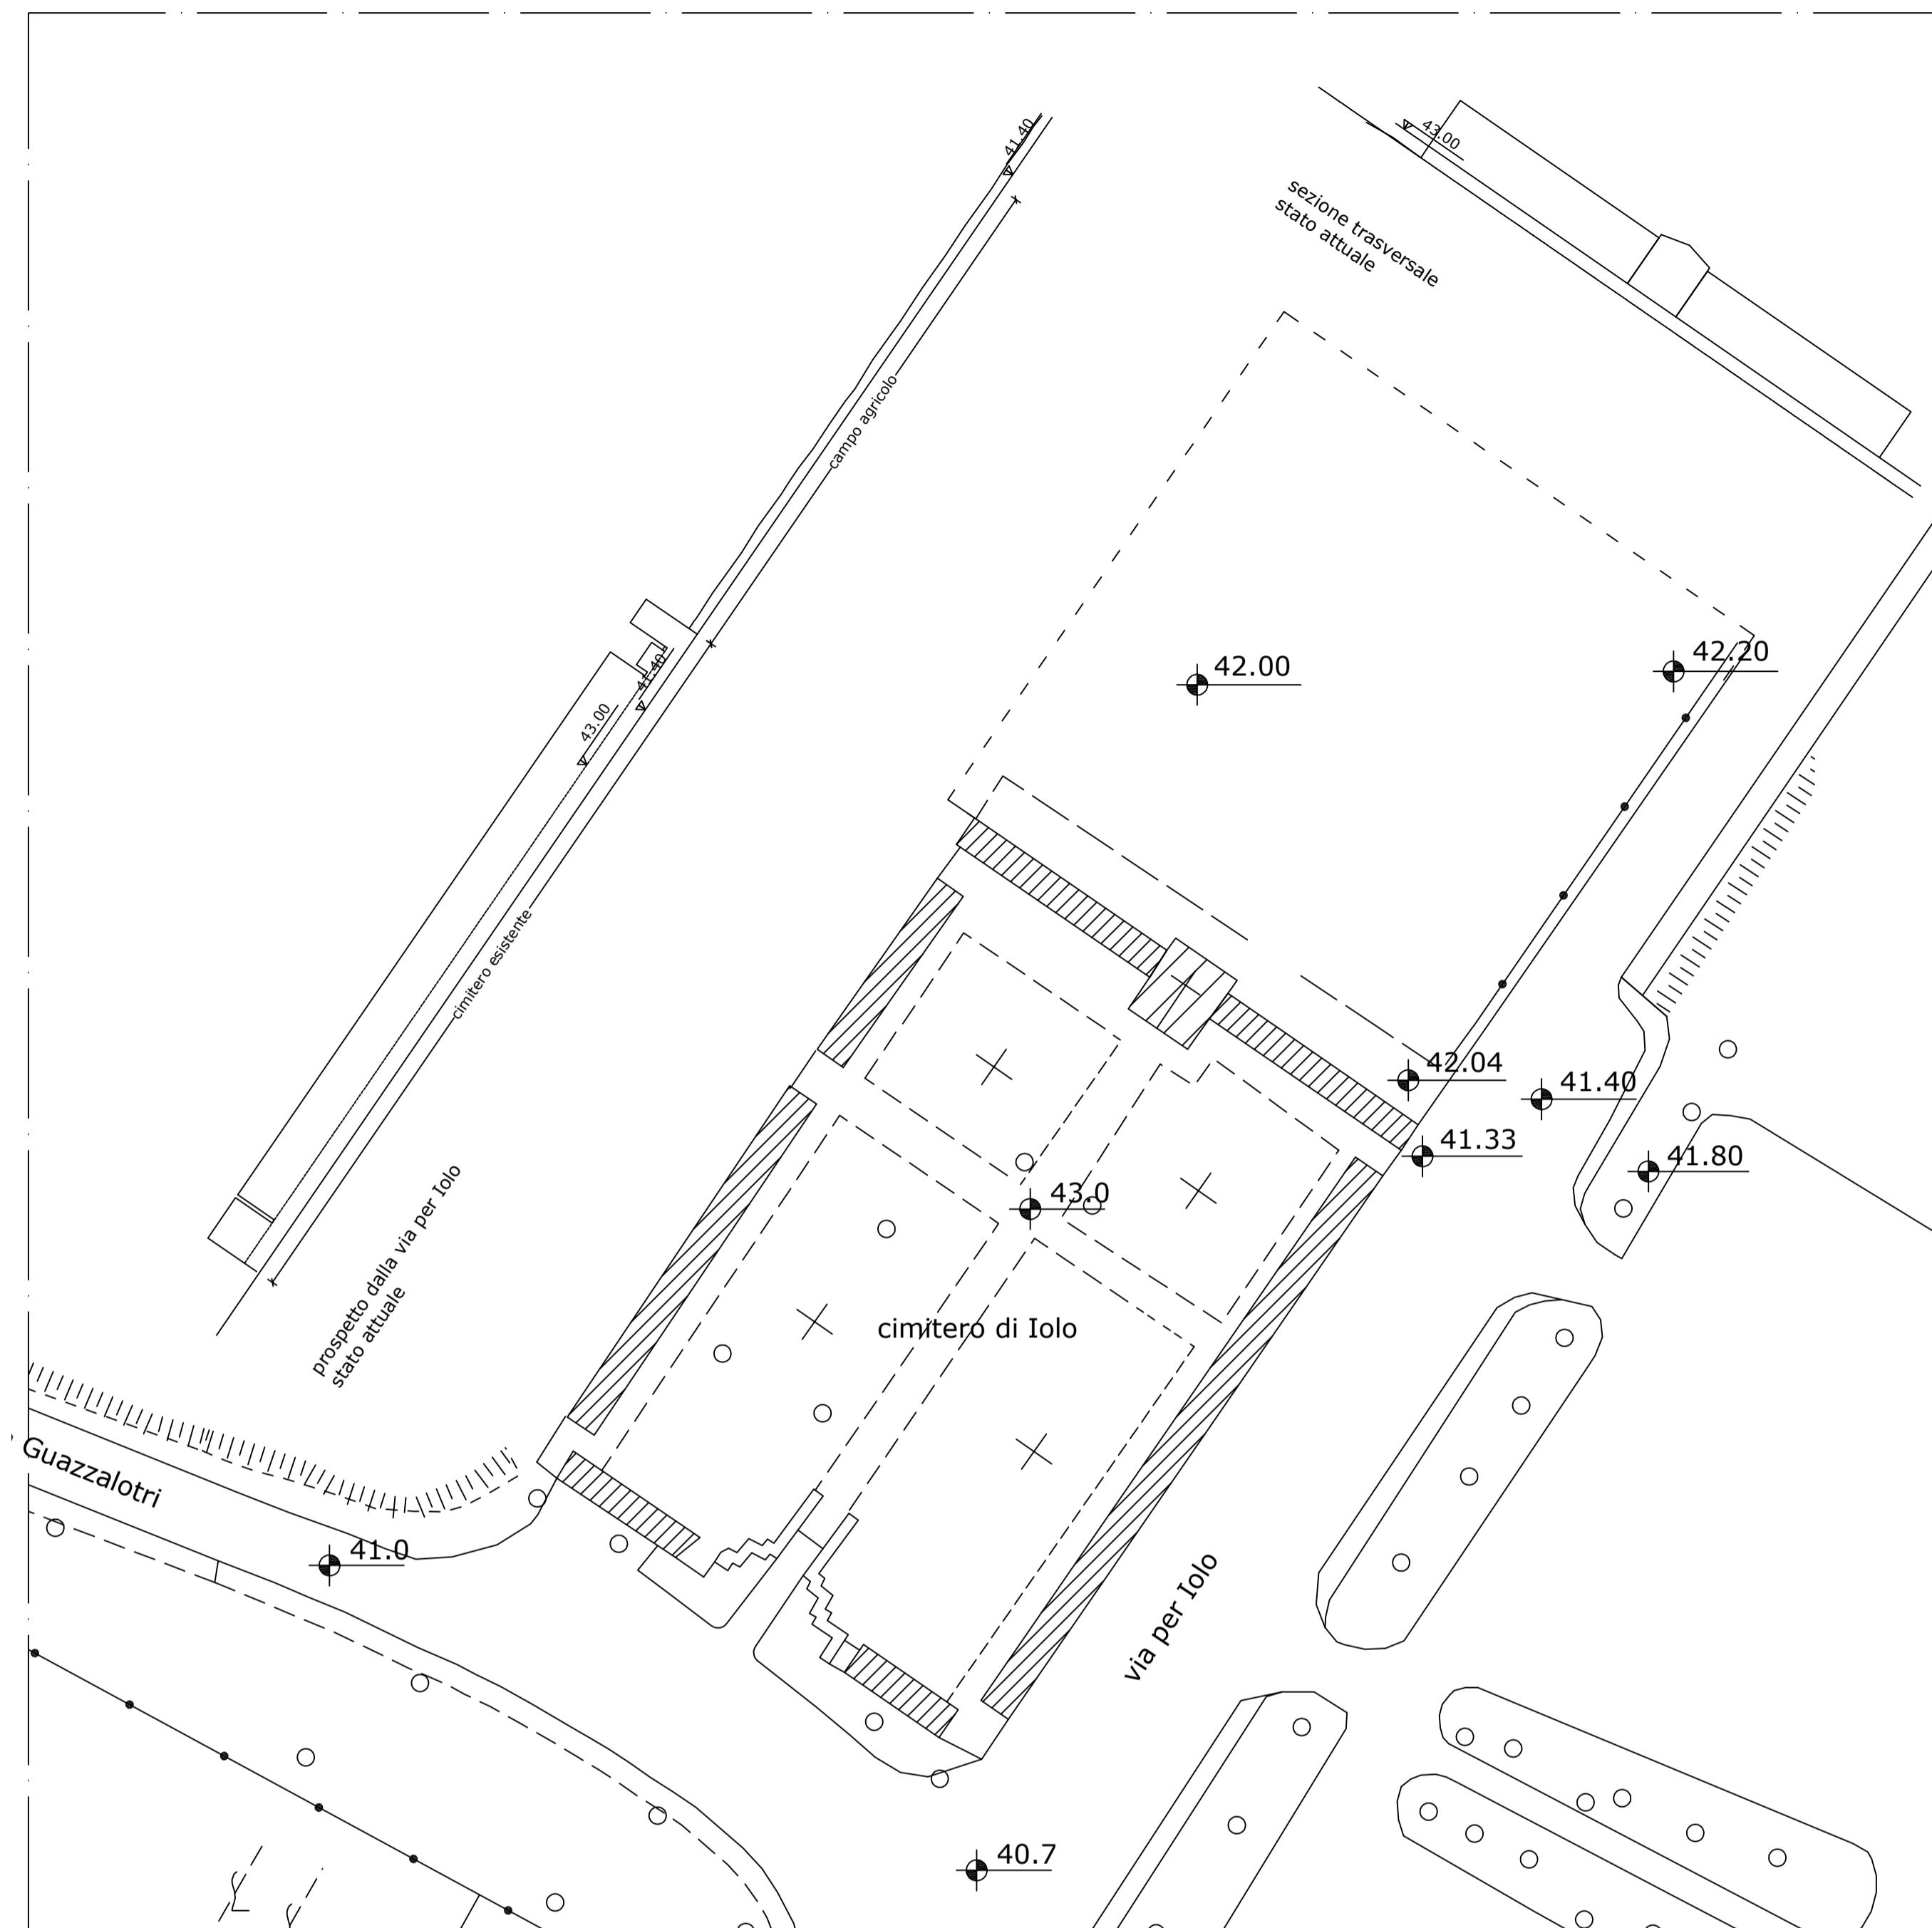 41.40
43.00
sezione trasversale
stato attuale
campo agricolo
42.00
42.20
41.40
43.00
cimitero esistente
42.04
41.40
41.33
41.80
43.0
prospetto dalla via per Iolo
stato attuale
cimitero di Iolo
Guazzalotri
41.0
via per Iolo
40.7